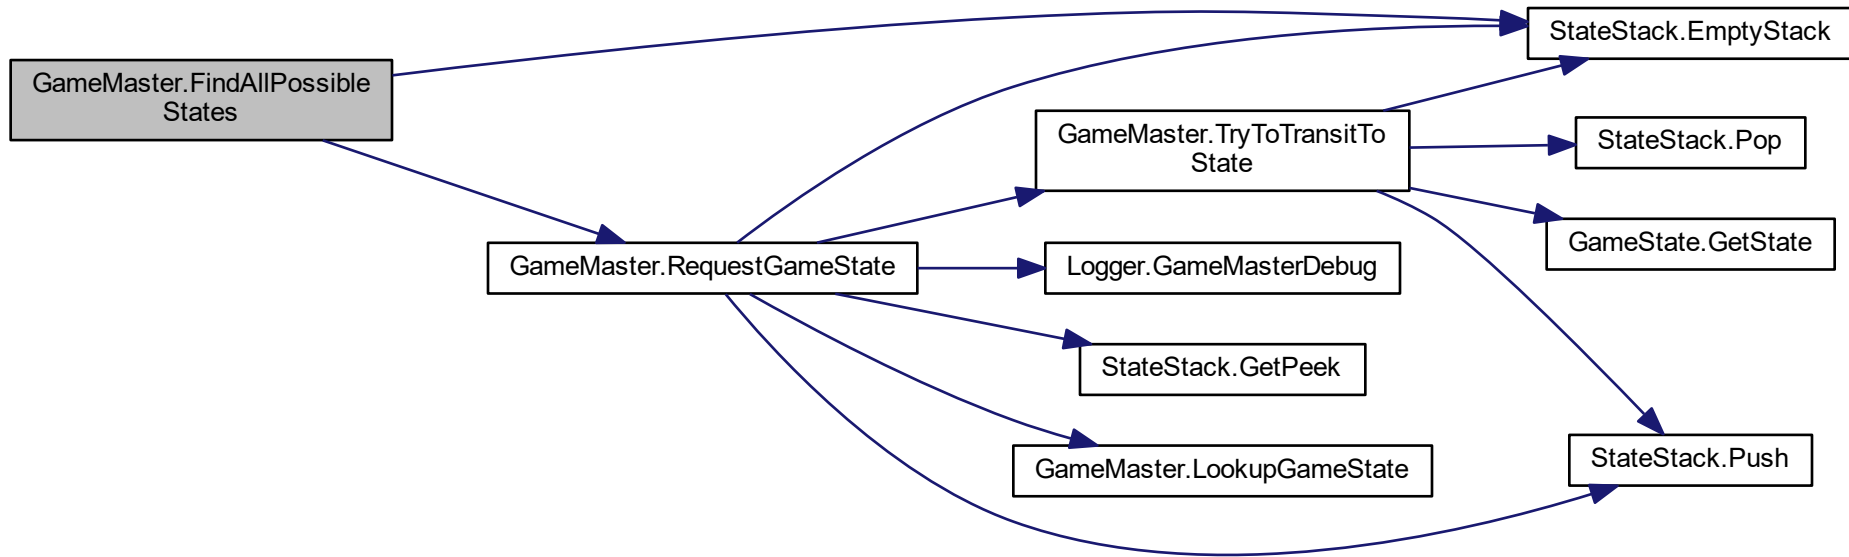 GameMaster.FindAllPossible
States
GameMaster.RequestGameState
StateStack.EmptyStack
GameMaster.TryToTransitTo
State
StateStack.Pop
GameState.GetState
Logger.GameMasterDebug
StateStack.GetPeek
GameMaster.LookupGameState
StateStack.Push